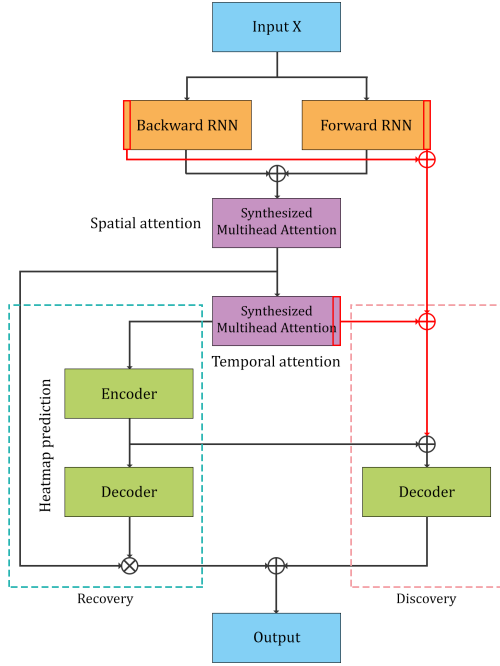 Input X
Backward RNN
Forward RNN
Spatial attention
Synthesized
Multihead Attention
Synthesized
Multihead Attention
Temporal attention
Heatmap prediction
Encoder
Decoder
Decoder
Recovery
Discovery
Output